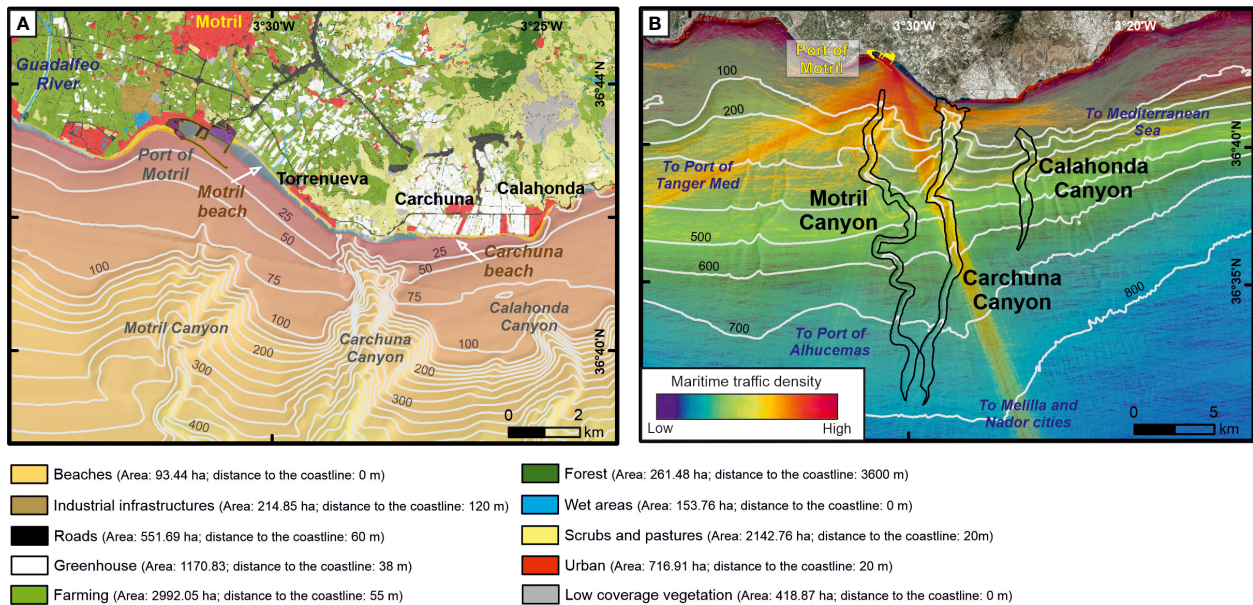 A
Motril
3°30'W
3°25'W
Guadalfeo
River
36°44'N
Port of
Motril
Motril
beach
Torrenueva
Carchuna
Calahonda
25
50
25
50
Carchuna
beach
100
75
75
Motril Canyon
100
Calahonda
Canyon
Carchuna
Canyon
200
100
36°40'N
300
200
300
400
0 2
km
B
3°30'W
3°20'W
Port of
Motril
100
200
To Mediterranean
Sea
36°40'N
To Port of
Tanger Med
Calahonda
Canyon
Motril
Canyon
500
600
Carchuna
Canyon
800
36°35'N
700
To Port of
Alhucemas
Maritime traffic density
Low
High
To Melilla and
Nador cities
0 5
km
Beaches (Area: 93.44 ha; distance to the coastline: 0 m)
Industrial infrastructures (Area: 214.85 ha; distance to the coastline: 120 m)
Roads (Area: 551.69 ha; distance to the coastline: 60 m)
Greenhouse (Area: 1170.83; distance to the coastline: 38 m)
Farming (Area: 2992.05 ha; distance to the coastline: 55 m)
Forest (Area: 261.48 ha; distance to the coastline: 3600 m)
Wet areas (Area: 153.76 ha; distance to the coastline: 0 m)
Scrubs and pastures (Area: 2142.76 ha; distance to the coastline: 20m)
Urban (Area: 716.91 ha; distance to the coastline: 20 m)
Low coverage vegetation (Area: 418.87 ha; distance to the coastline: 0 m)